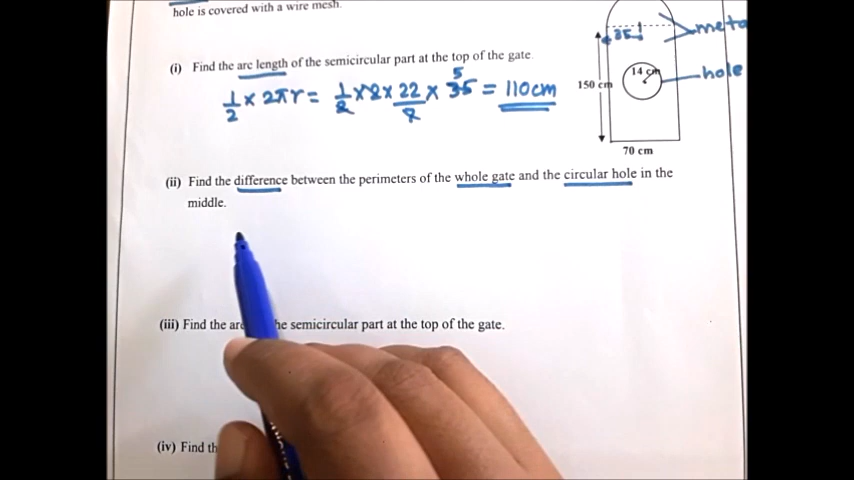 hole is covered with a wire mesh.
35
meta
(i) Find the arc length of the semicircular part at the top of the gate.
1/2 × 2πr = 1/2 × 2 × 22/7 × 35 5 = 110cm
14 cm
hole
150 cm
70 cm
(ii) Find the difference between the perimeters of the whole gate and the circular hole in the
middle.
(iii) Find the are he semicircular part at the top of the gate.
(iv) Find th